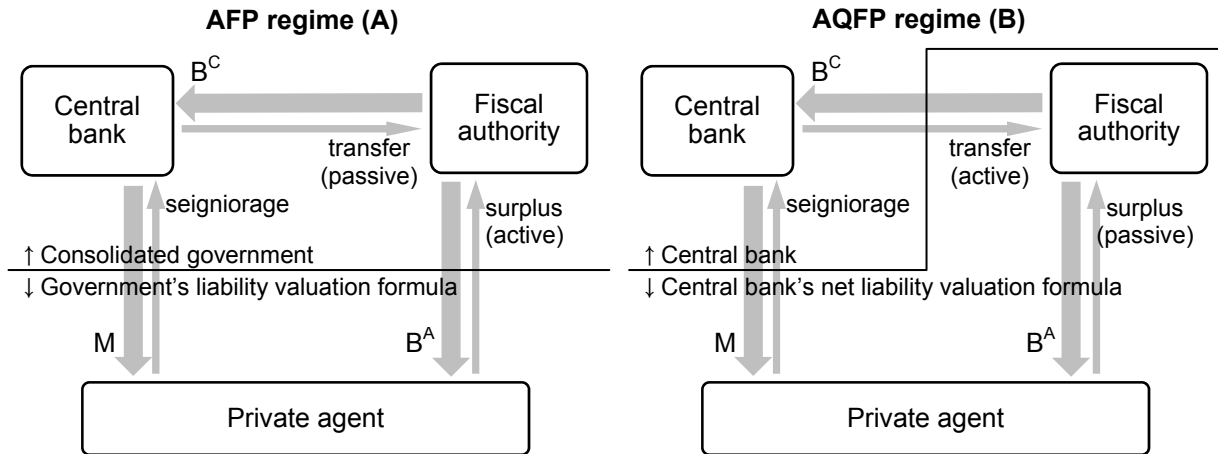 AFP regime (A)
B^C
Central
bank
Fiscal
authority
transfer
(passive)
seigniorage
surplus
(active)
↑ Consolidated government
↓ Government’s liability valuation formula
M
B^A
Private agent
AQFP regime (B)
B^C
Central
bank
Fiscal
authority
transfer
(active)
seigniorage
surplus
(passive)
↑ Central bank
↓ Central bank’s net liability valuation formula
M
B^A
Private agent